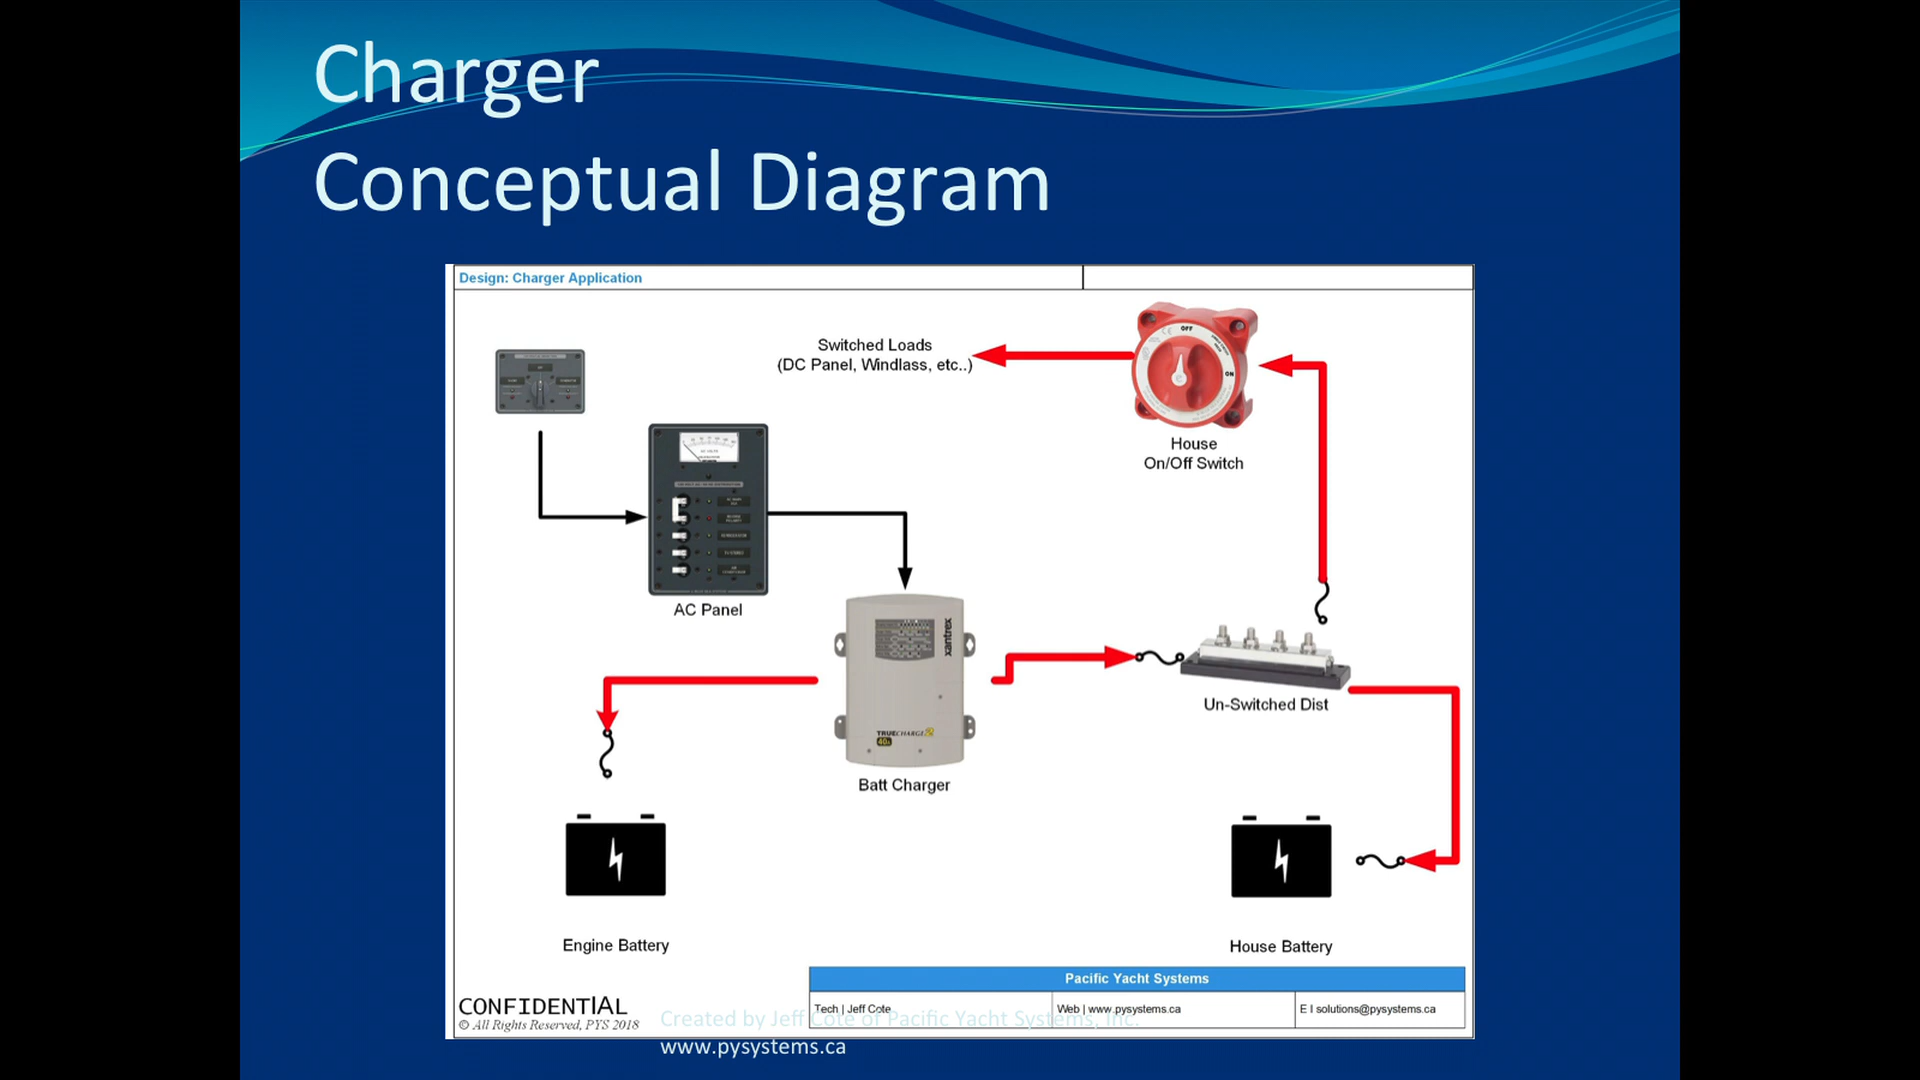 Charger
Conceptual Diagram
Design: Charger Application
Switched Loads
(DC Panel, Windlass, etc..)
OFF
ON
House
On/Off Switch
AC Panel
xantrex
TRUECHARGE2
40A
Batt Charger
Un-Switched Dist
Engine Battery
House Battery
Pacific Yacht Systems
Tech | Jeff Cote
Web | www.pysystems.ca
E I solutions@pysystems.ca
CONFIDENTIAL
© All Rights Reserved, PYS 2018
Created by Jeff Cote of Pacific Yacht Systems, Inc.
www.pysystems.ca